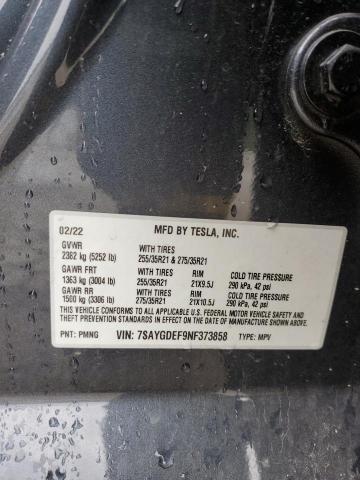 02/22 MFD BY TESLA, INC.
GVWR WITH TIRES
2382 kg (5252 lb) 255/35R21 & 275/35R21
GAWR FRT WITH TIRES RIM COLD TIRE PRESSURE
1363 kg (3004 lb) 255/35R21 21X9.5J 290 kPa, 42 psi
GAWR RR WITH TIRES RIM COLD TIRE PRESSURE
1500 kg (3306 lb) 275/35R21 21X10.5J 290 kPa, 42 psi
THIS VEHICLE CONFORMS TO ALL APPLICABLE U.S. FEDERAL MOTOR VEHICLE SAFETY AND
THEFT PREVENTION STANDARDS IN EFFECT ON THE DATE OF MANUFACTURE SHOWN ABOVE.
PNT: PMNG VIN: 7SAYGDEF9NF373858 TYPE: MPV